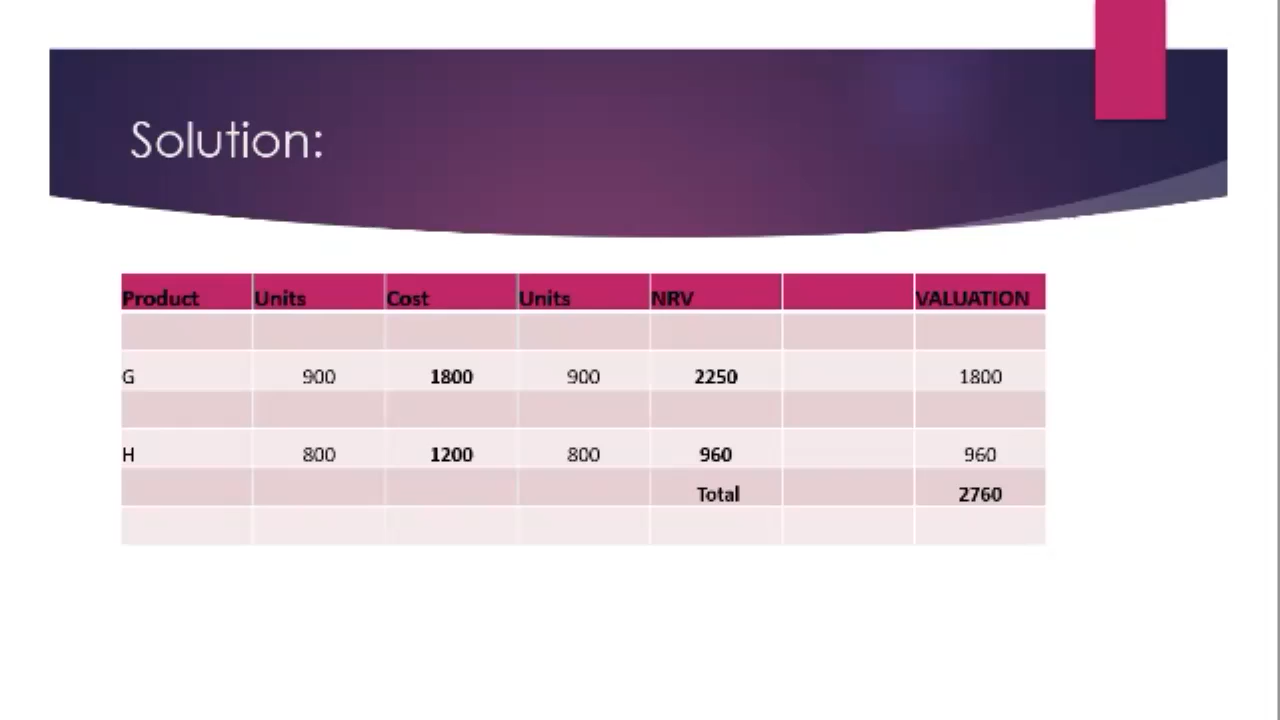 Solution:
Product Units Cost Units NRV VALUATION
G 900 1800 900 2250 1800
H 800 1200 800 960 960
Total 2760